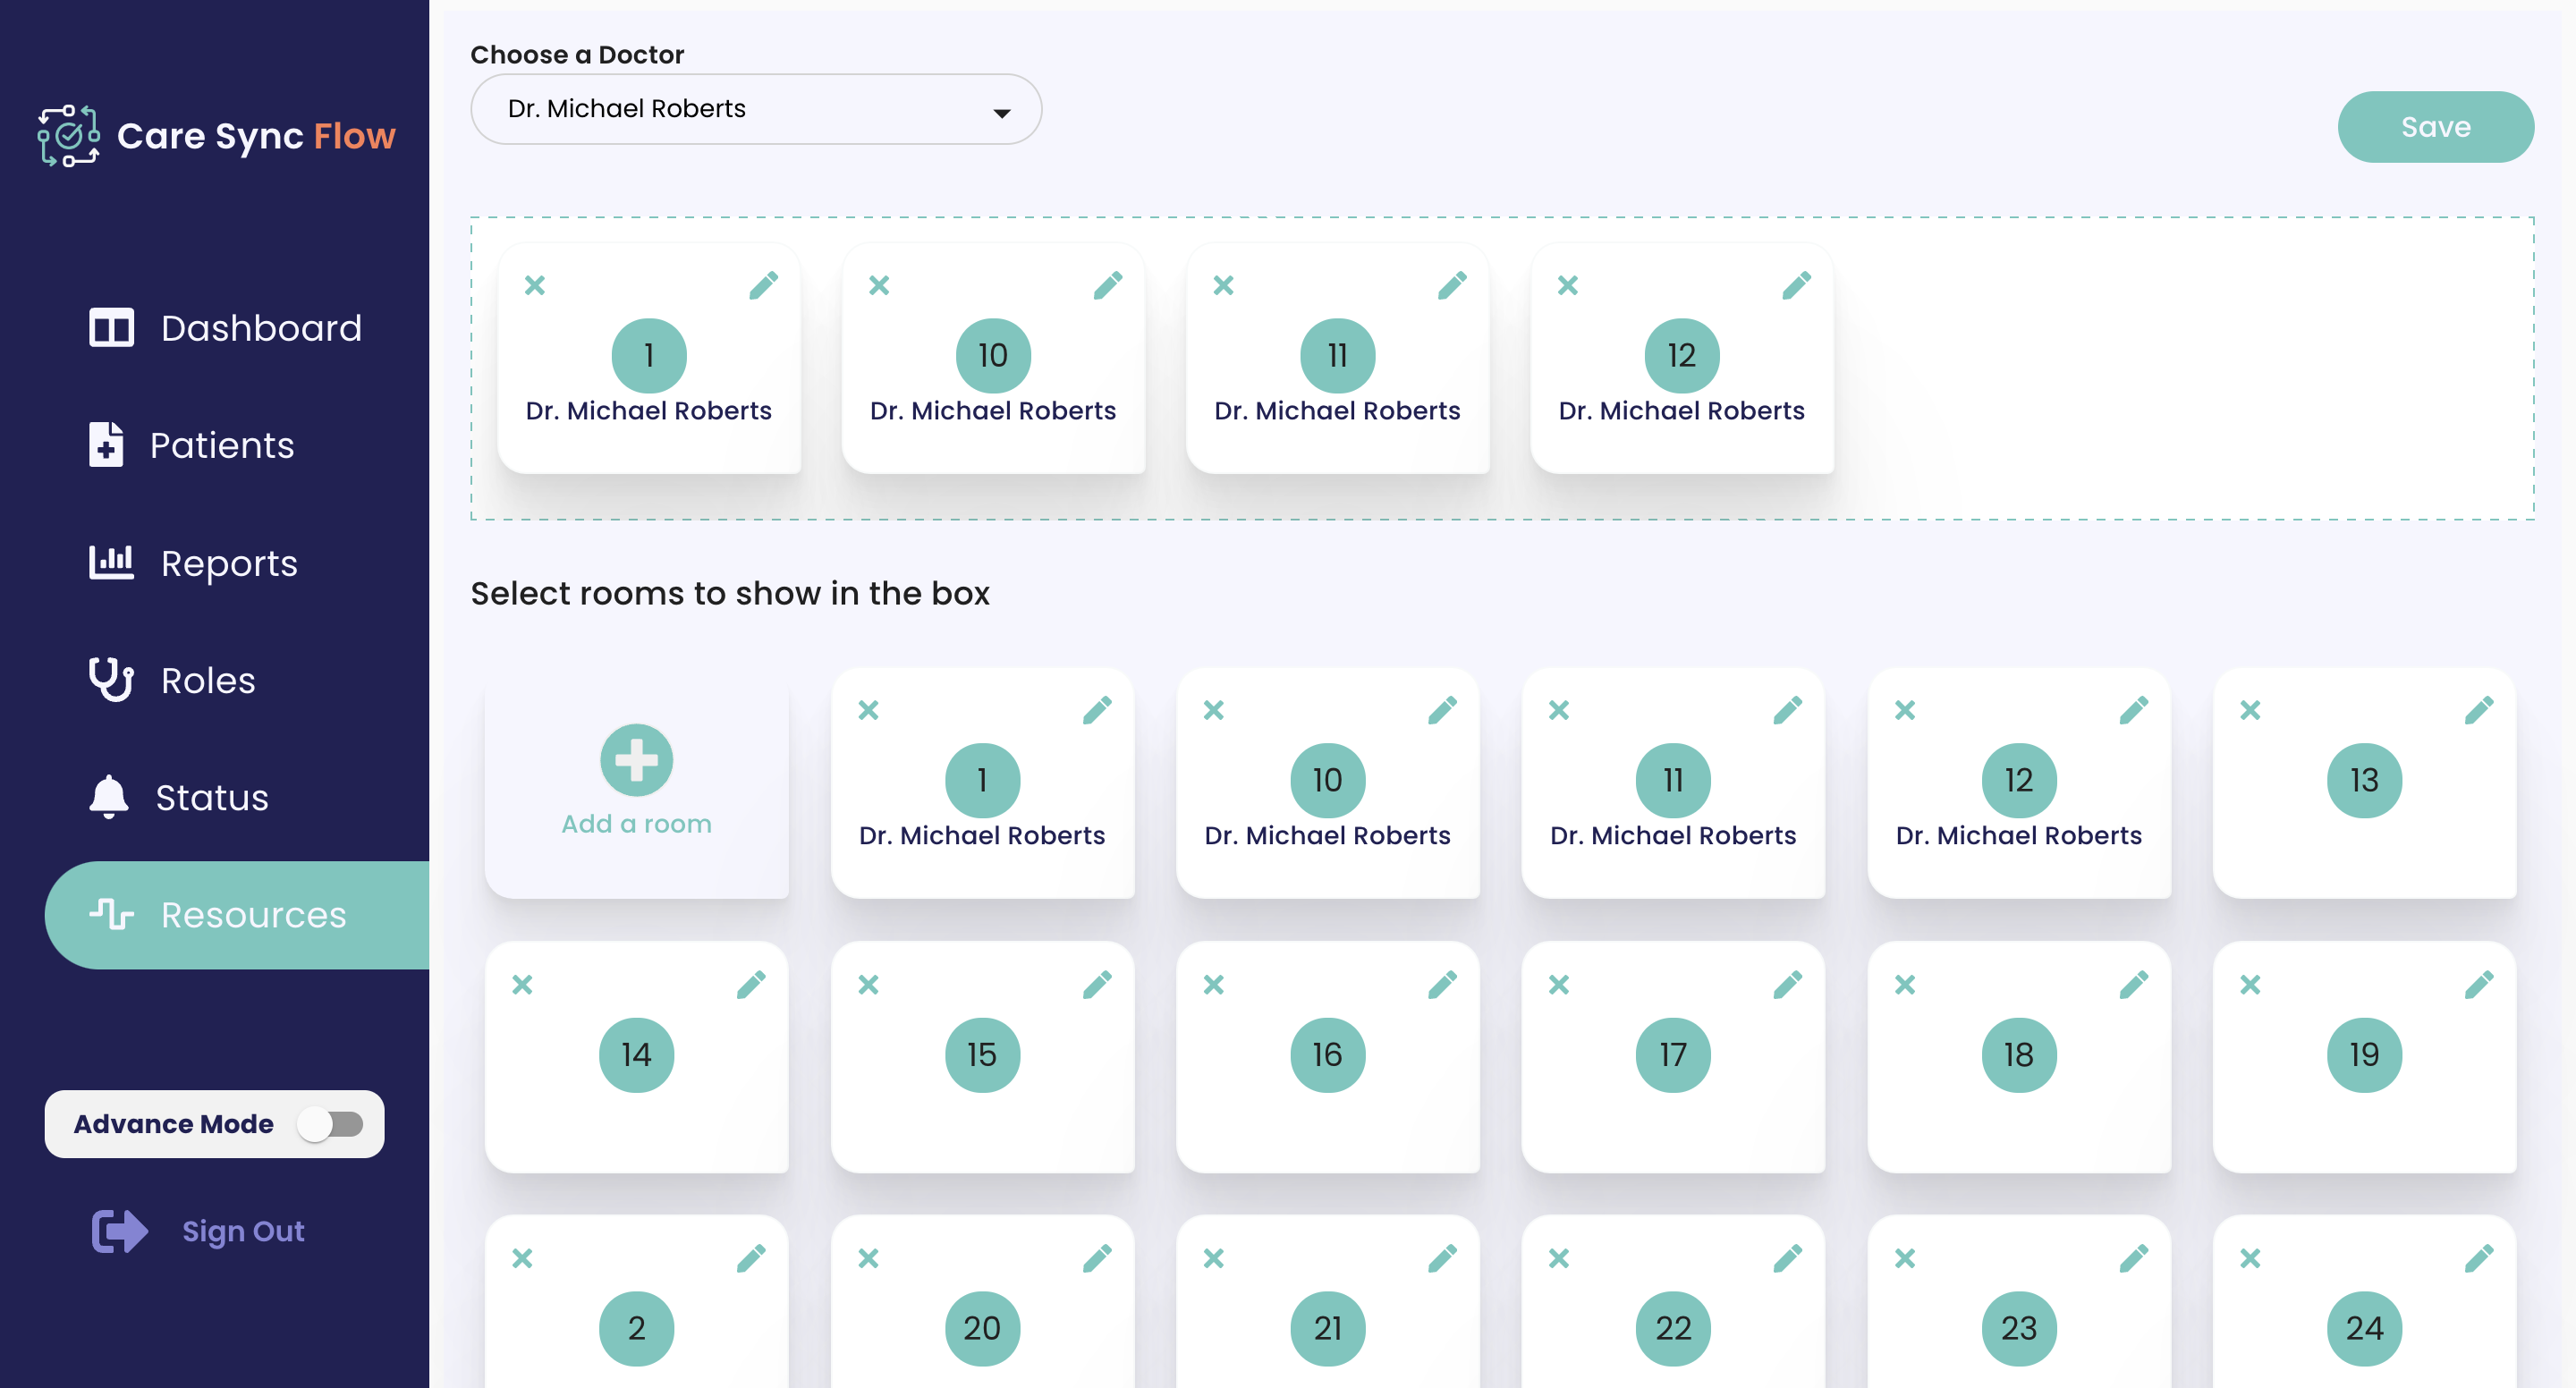 Care Sync Flow
Dashboard
Patients
Reports
Roles
Status
Resources
Advance Mode
Sign Out
Choose a Doctor
Dr. Michael Roberts
Save
1
Dr. Michael Roberts
10
Dr. Michael Roberts
11
Dr. Michael Roberts
12
Dr. Michael Roberts
Select rooms to show in the box
Add a room
1
Dr. Michael Roberts
10
Dr. Michael Roberts
11
Dr. Michael Roberts
12
Dr. Michael Roberts
13
14
15
16
17
18
19
2
20
21
22
23
24